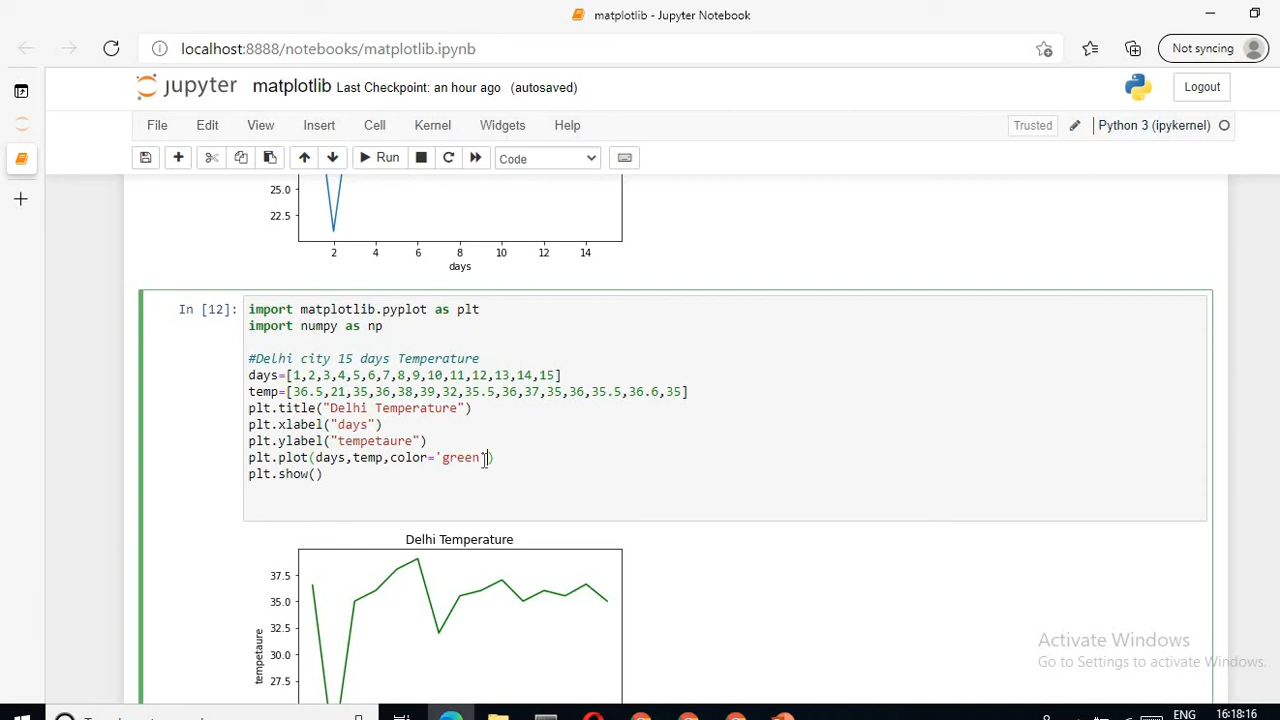 matplotlib - Jupyter Notebook
localhost:8888/notebooks/matplotlib.ipynb
Not syncing
jupyter matplotlib Last Checkpoint: an hour ago (autosaved)
Logout
File Edit View Insert Cell Kernel Widgets Help
Trusted
Python 3 (ipykernel)
Run
Code
25.0
22.5
2 4 6 8 10 12 14
days
In [12]:
import matplotlib.pyplot as plt
import numpy as np
#Delhi city 15 days Temperature
days=[1,2,3,4,5,6,7,8,9,10,11,12,13,14,15]
temp=[36.5,21,35,36,38,39,32,35.5,36,37,35,36,35.5,36.6,35]
plt.title("Delhi Temperature")
plt.xlabel("days")
plt.ylabel("tempetaure")
plt.plot(days,temp,color='green')
plt.show()
Delhi Temperature
37.5
35.0
32.5
30.0
27.5
tempetaure
Activate Windows
Go to Settings to activate Windows.
ENG
16:18:16